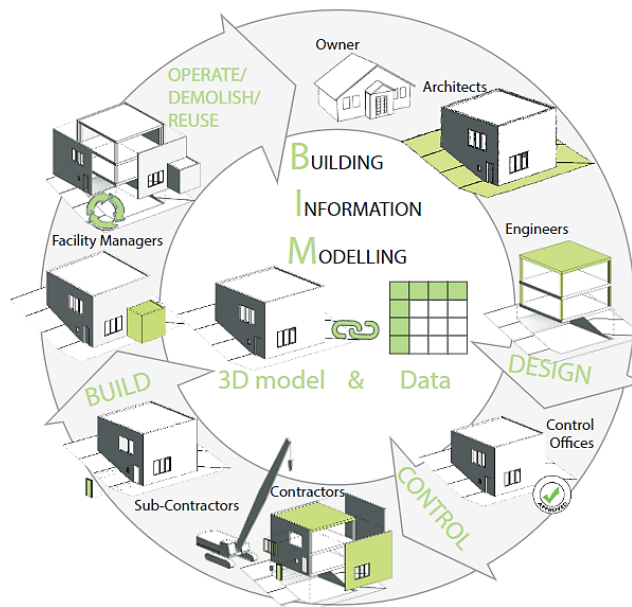 Owner
OPERATE/
DEMOLISH/
REUSE
Architects
BUILDING
INFORMATION
MODELLING
Engineers
Facility Managers
3D model & Data
DESIGN
BUILD
Control
Offices
APPROVED
CONTROL
Contractors
Sub-Contractors